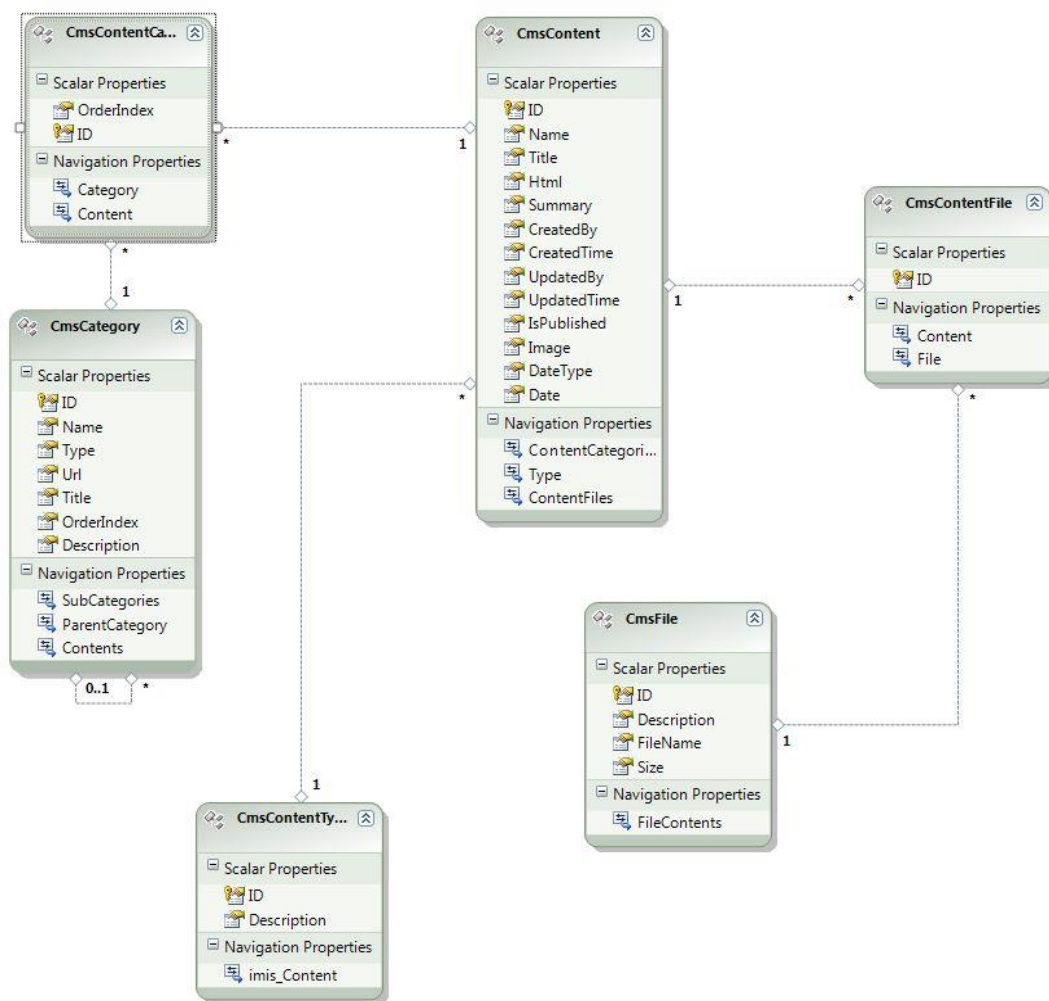 CmsContentCa...
Scalar Properties
OrderIndex
ID
Navigation Properties
Category
Content
*
1
*
1
CmsContent
Scalar Properties
ID
Name
Title
Html
Summary
CreatedBy
CreatedTime
UpdatedBy
UpdatedTime
IsPublished
Image
DateType
Date
Navigation Properties
ContentCategori...
Type
ContentFiles
1
*
*
1
CmsContentFile
Scalar Properties
ID
Navigation Properties
Content
File
*
1
CmsCategory
Scalar Properties
ID
Name
Type
Url
Title
OrderIndex
Description
Navigation Properties
SubCategories
ParentCategory
Contents
0..1
*
CmsFile
Scalar Properties
ID
Description
FileName
Size
Navigation Properties
FileContents
CmsContentTy...
Scalar Properties
ID
Description
Navigation Properties
imis_Content